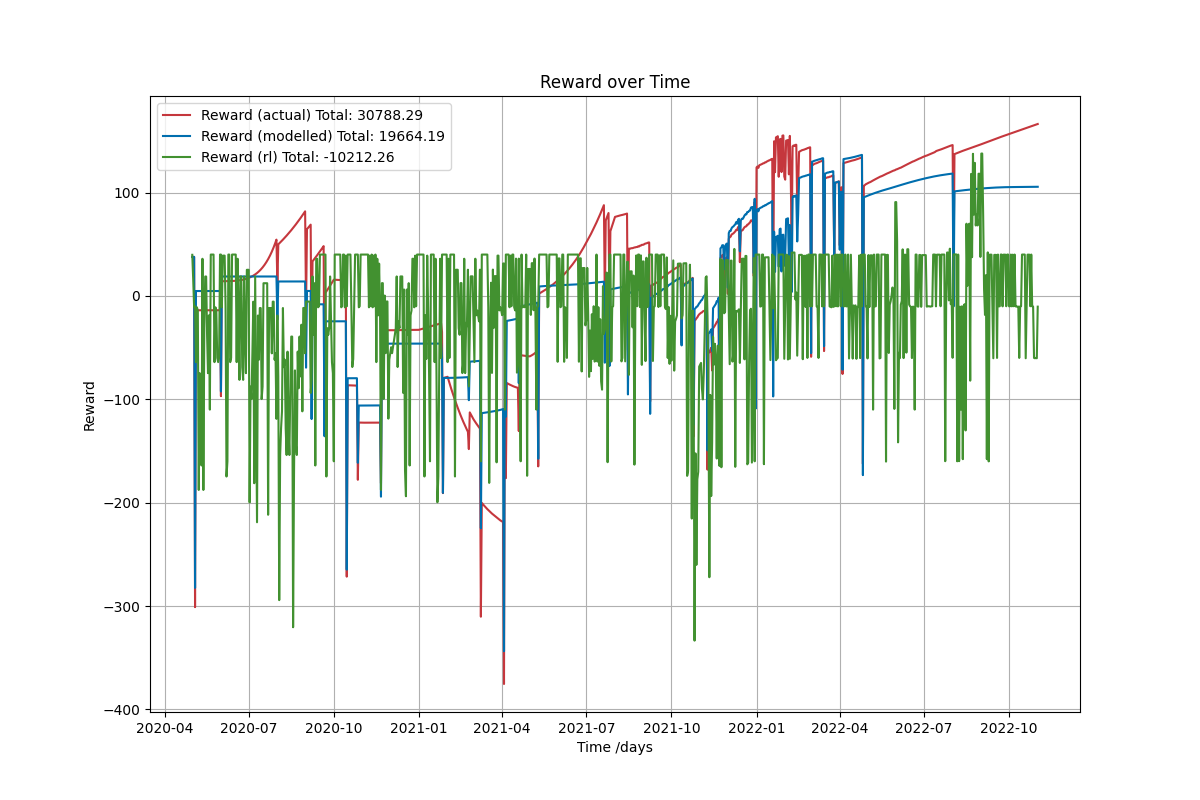 Reward over Time
Reward (actual) Total: 30788.29
Reward (modelled) Total: 19664.19
Reward (rl) Total: -10212.26
100
0
−100
−200
−300
−400
Reward
2020-04 2020-07 2020-10 2021-01 2021-04 2021-07 2021-10 2022-01 2022-04 2022-07 2022-10
Time /days